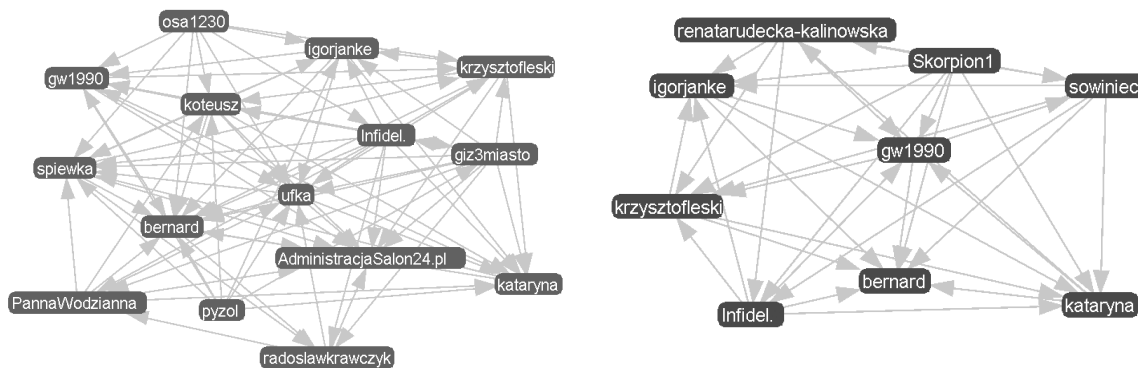 osa1230
igorjanke
gw1990
krzysztofleski
koteusz
Infidel.
giz3miasto
spiewka
ufka
bernard
AdministracjaSalon24.pl
kataryna
PannaWodzianna
pyzol
radoslawkrawczyk
renatarudecka-kalinowska
Skorpion1
igorjanke
sowiniec
gw1990
krzysztofleski
bernard
Infidel.
kataryna